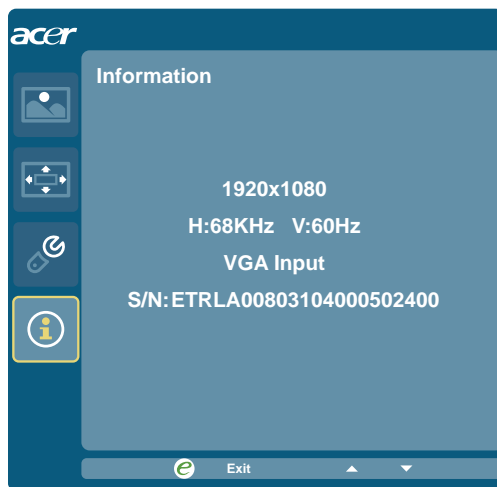 acer
Information
1920x1080
H:68KHz V:60Hz
VGA Input
S/N:ETRLA00803104000502400
e Exit